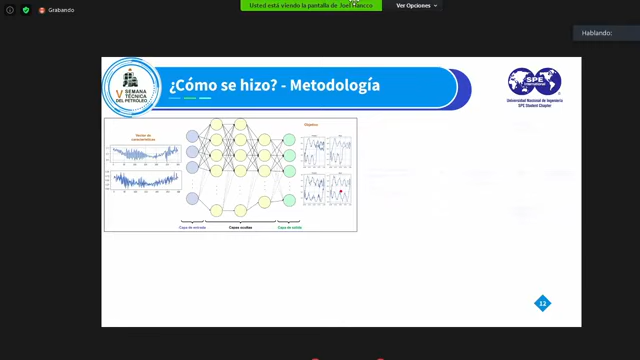 Grabando
Usted está viendo la pantalla de Joel Hancco
Ver Opciones
Hablando:
V SEMANA
TÉCNICA
DEL PETRÓLEO
¿Cómo se hizo? - Metodología
SPE
International
Universidad Nacional de Ingeniería
SPE Student Chapter
Vector de
características
Objetivo
Capa de entrada
Capas ocultas
Capa de salida
12